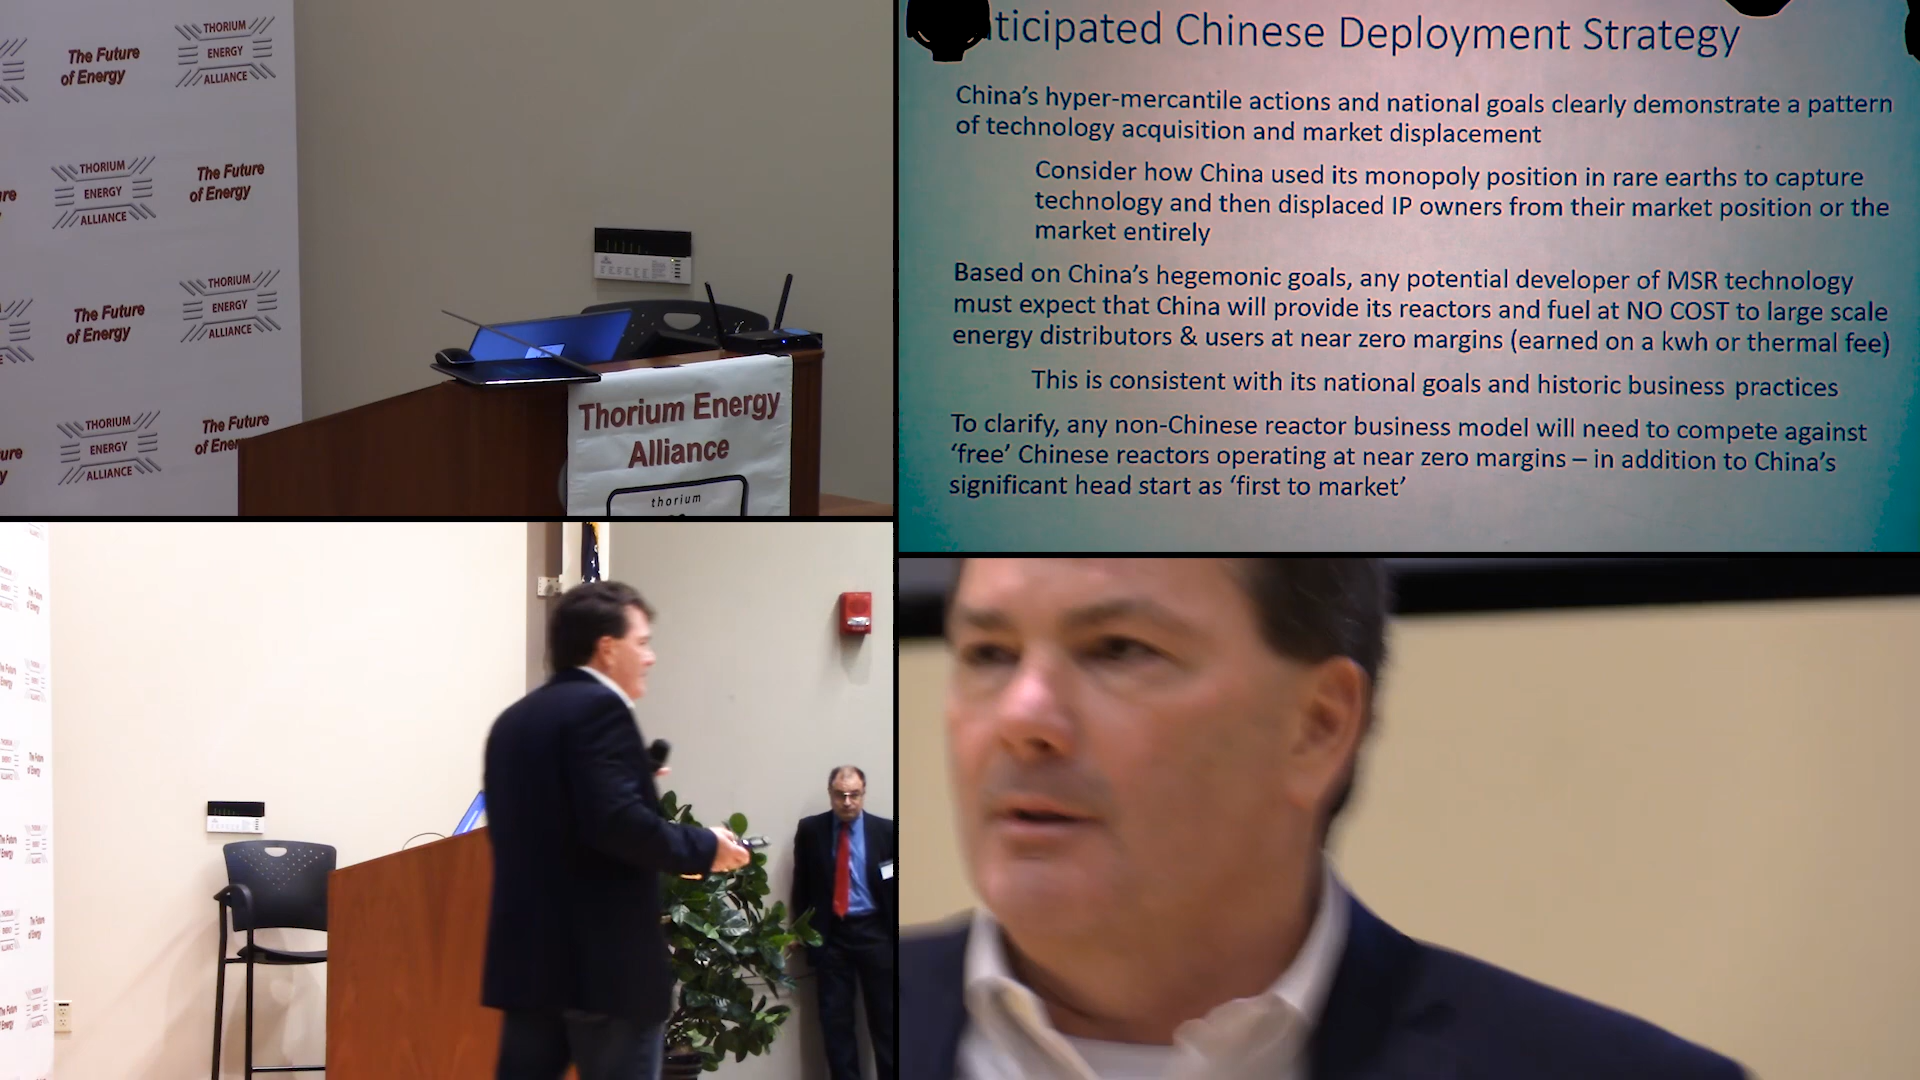 The Future
of Energy
THORIUM
ENERGY
ALLIANCE
THORIUM
ENERGY
ALLIANCE
The Future
of Energy
The Future
of Energy
THORIUM
ENERGY
ALLIANCE
THORIUM
ENERGY
ALLIANCE
The Future
of Ener
Thorium Energy
Alliance
thorium
ticipated Chinese Deployment Strategy
China's hyper-mercantile actions and national goals clearly demonstrate a pattern
of technology acquisition and market displacement
Consider how China used its monopoly position in rare earths to capture
technology and then displaced IP owners from their market position or the
market entirely
Based on China's hegemonic goals, any potential developer of MSR technology
must expect that China will provide its reactors and fuel at NO COST to large scale
energy distributors & users at near zero margins (earned on a kwh or thermal fee)
This is consistent with its national goals and historic business practices
To clarify, any non-Chinese reactor business model will need to compete against
'free' Chinese reactors operating at near zero margins – in addition to China's
significant head start as 'first to market'